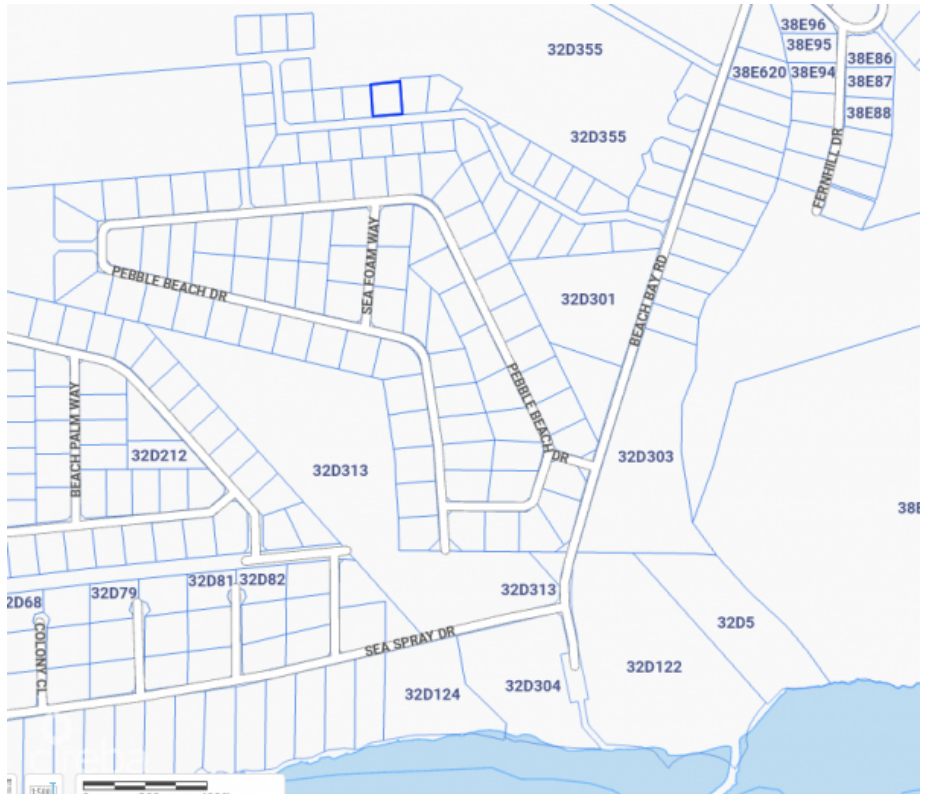 38E96
32D355
38E95
38E86
38E620
38E94
38E87
38E88
32D355
FERNHILL DR
SEA FOAM WAY
PEBBLE BEACH DR
32D301
BEACH BAY RD
PEBBLE BEACH DR
BEACH PALM WAY
32D212
32D313
32D303
32D81
32D82
32D79
32D313
32D5
COLONY CL
SEA SPRAY DR
32D122
32D304
32D124